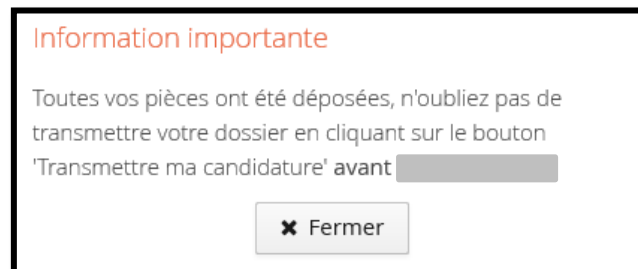 Information importante
Toutes vos pièces ont été déposées, n'oubliez pas de
transmettre votre dossier en cliquant sur le bouton
'Transmettre ma candidature' avant
✖ Fermer